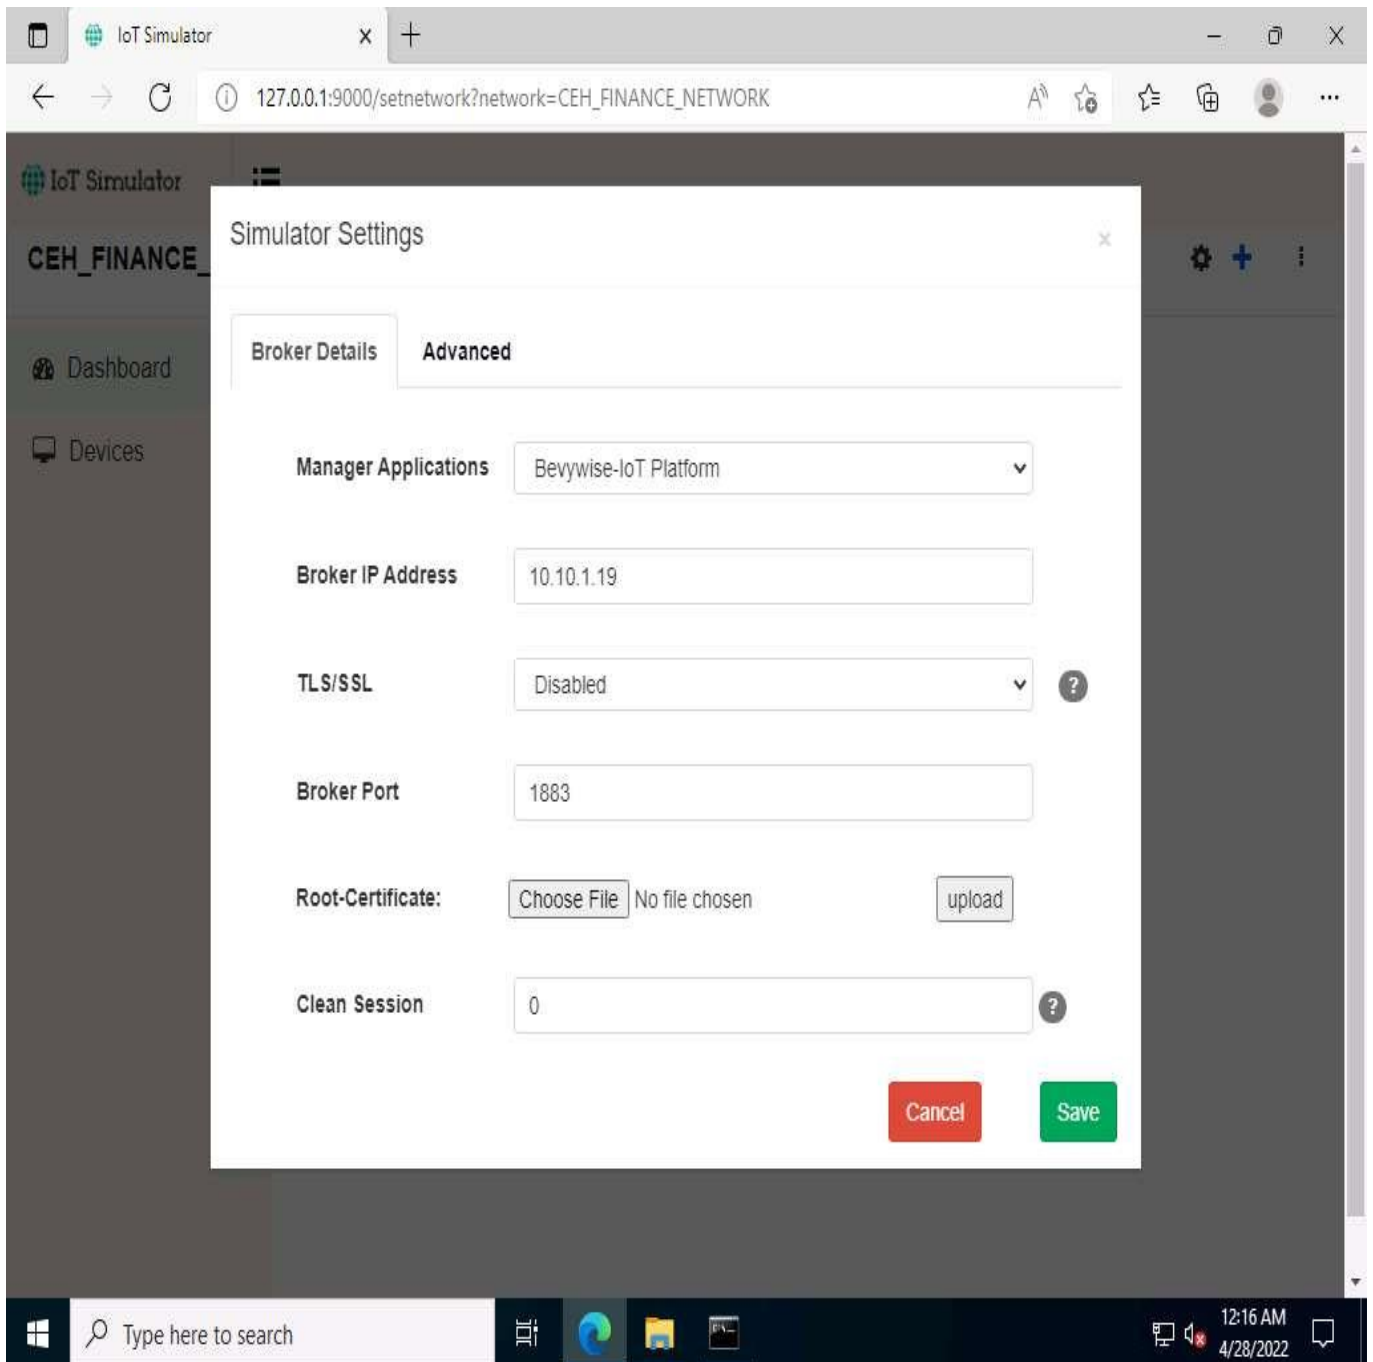 IoT Simulator
127.0.0.1:9000/setnetwork?network=CEH_FINANCE_NETWORK
IoT Simulator
Simulator Settings
CEH_FINANCE_
Broker Details Advanced
Dashboard
Devices
Manager Applications Bevywise-IoT Platform
Broker IP Address 10.10.1.19
TLS/SSL Disabled ?
Broker Port 1883
Root-Certificate: Choose File No file chosen upload
Clean Session 0 ?
Cancel Save
Type here to search
12:16 AM
4/28/2022